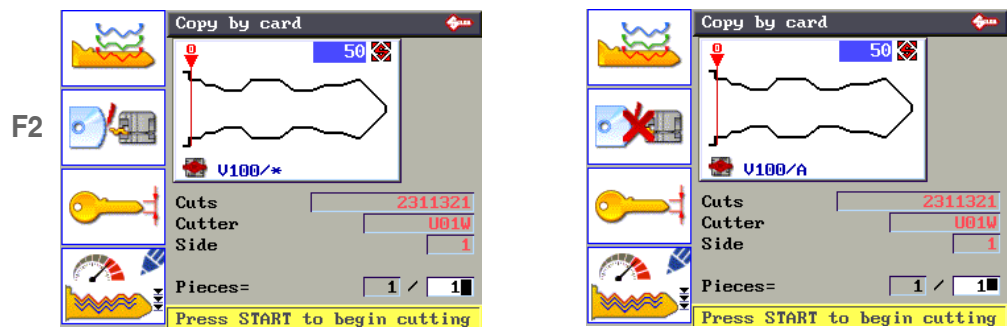 Copy by card
0
50
V100/*
Cuts 2311321
Cutter U01W
Side 1
Pieces= 1 / 1
Press START to begin cutting
F2
Copy by card
0
50
V100/A
Cuts 2311321
Cutter U01W
Side 1
Pieces= 1 / 1
Press START to begin cutting